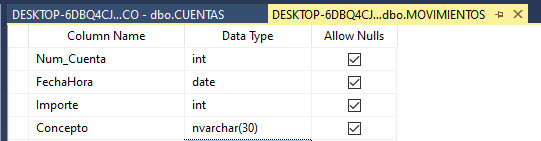 DESKTOP-6DBQ4CJ...CO - dbo.CUENTAS DESKTOP-6DBQ4CJ...dbo.MOVIMIENTOS
Column Name Data Type Allow Nulls
Num_Cuenta int
FechaHora date
Importe int
Concepto nvarchar(30)